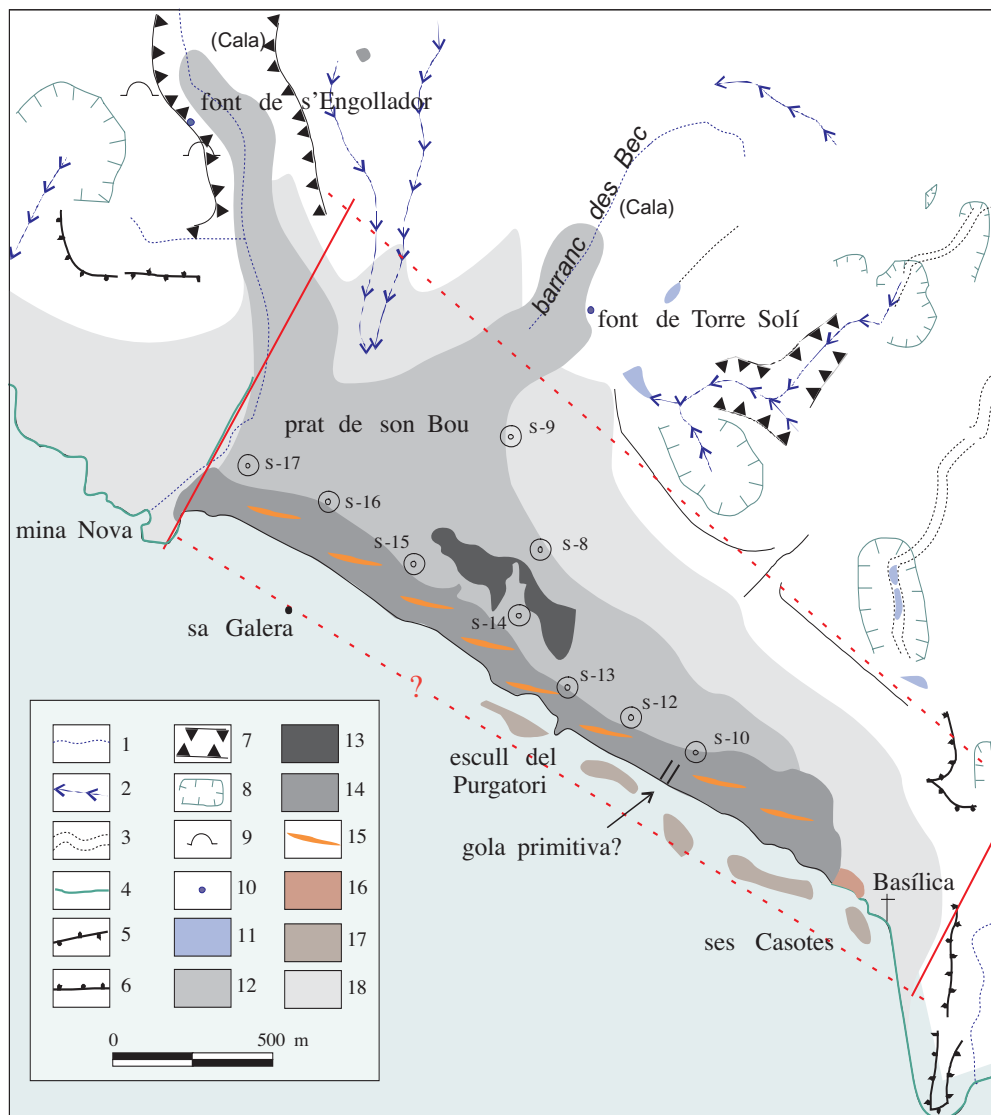 (Cala)
font de s'Engollador
barranc des Bec
(Cala)
font de Torre Solí
prat de son Bou
S-9
S-17
S-16
mina Nova
S-15
S-8
sa Galera
S-14
?
S-13
S-12
S-10
escull del
Purgatori
gola primitiva?
Basílica
ses Casotes
1
7
13
2
8
14
3
9
15
4
10
16
5
11
17
6
12
18
0
500 m